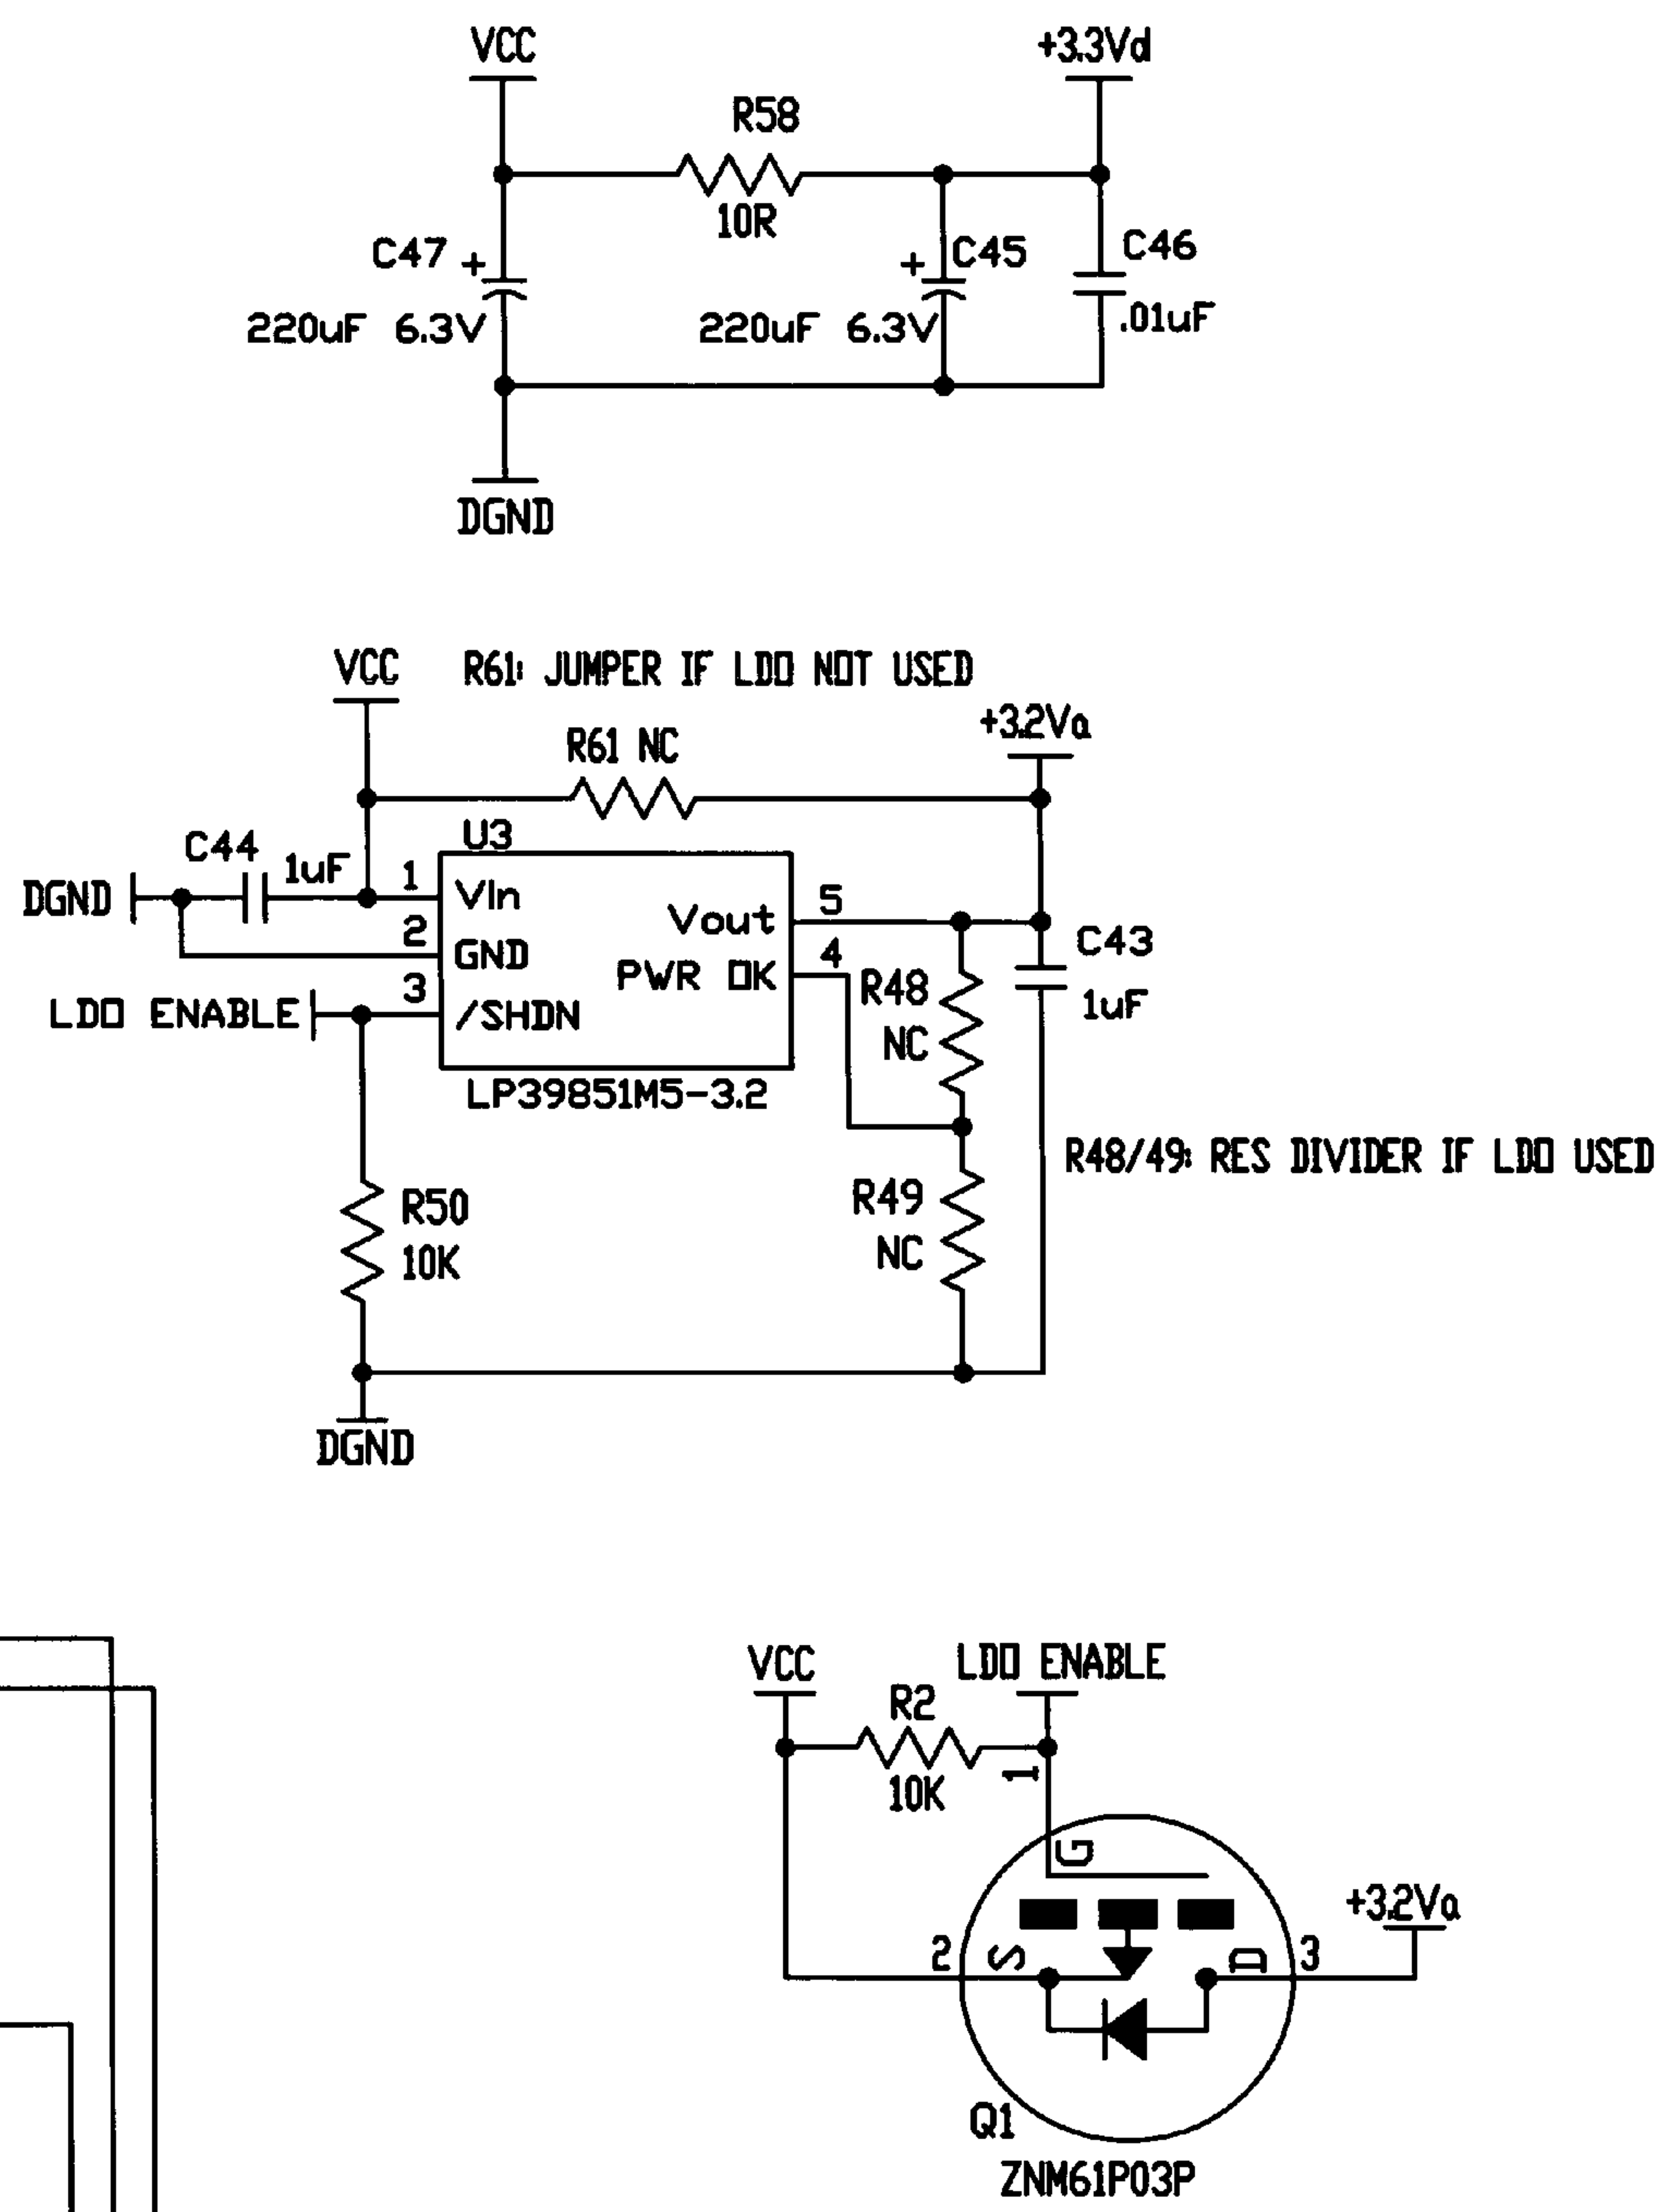 VCC +3.3Vd
R58
10R
C47 + + C45 C46
220uF 6.3V 220uF 6.3V .01uF
DGND
VCC R61: JUMPER IF LDO NOT USED
+3.2Va
R61 NC
U3
C44 1uF 1 VIn
DGND
5 Vout
2 GND
C43
4 PWR OK
R48
3
1uF
LDO ENABLE /SHDN
NC
LP39851M5-3.2
R48/49: RES DIVIDER IF LDO USED
R50 R49
10K NC
DGND
VCC LDO ENABLE
R2
10K 1
G
+3.2Va
2 S D 3
Q1
ZNM61P03P